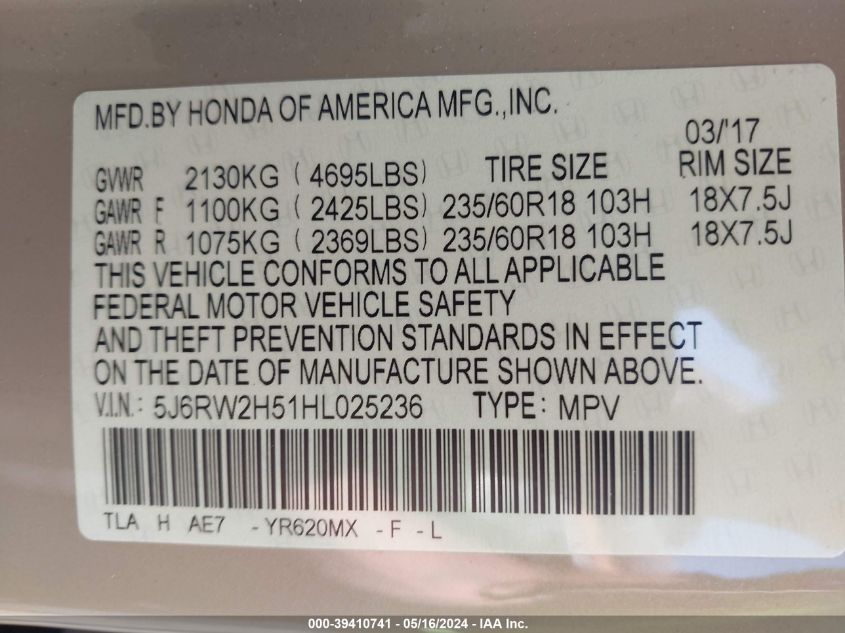 MFD.BY HONDA OF AMERICA MFG.,INC.
03/'17
GVWR 2130KG (4695LBS) TIRE SIZE RIM SIZE
GAWR F 1100KG (2425LBS) 235/60R18 103H 18X7.5J
GAWR R 1075KG (2369LBS) 235/60R18 103H 18X7.5J
THIS VEHICLE CONFORMS TO ALL APPLICABLE
FEDERAL MOTOR VEHICLE SAFETY
AND THEFT PREVENTION STANDARDS IN EFFECT
ON THE DATE OF MANUFACTURE SHOWN ABOVE.
V.I.N.: 5J6RW2H51HL025236 TYPE: MPV
TLA H AE7 -YR620MX -F -L
000-39410741 - 05/16/2024 - IAA Inc.